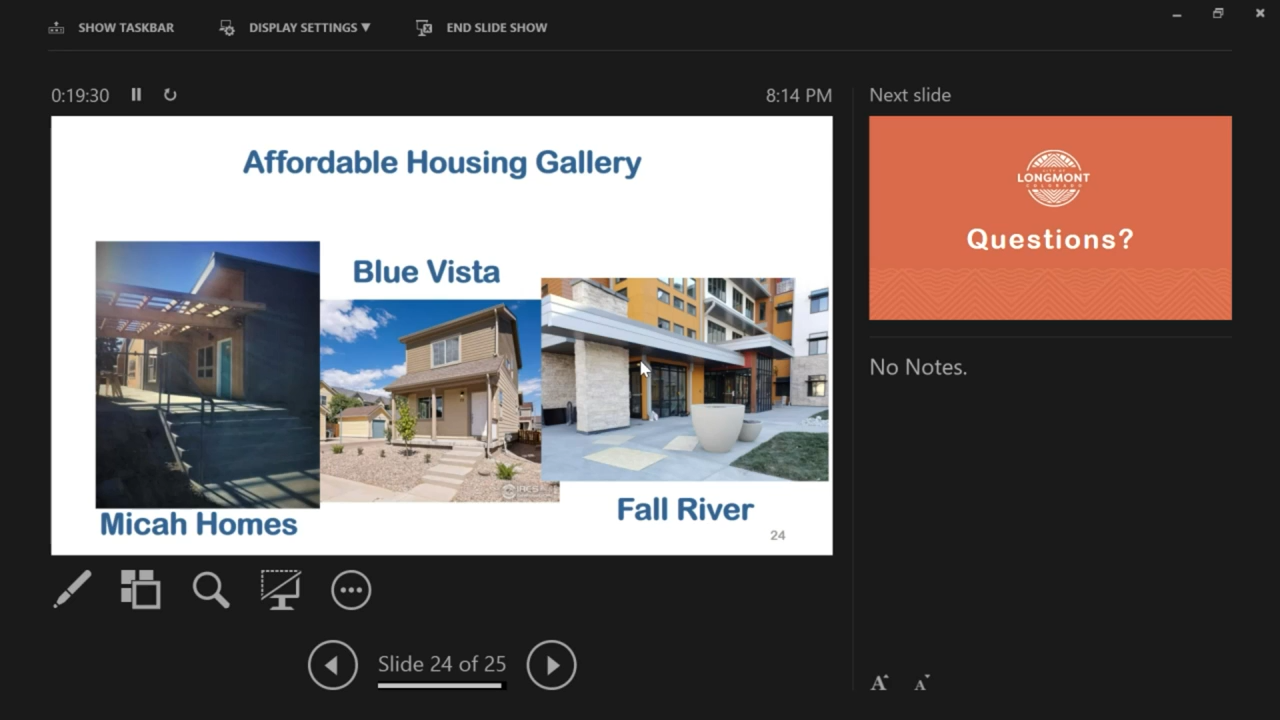 SHOW TASKBAR
DISPLAY SETTINGS ▼
END SLIDE SHOW
0:19:30
8:14 PM
Affordable Housing Gallery
Blue Vista
Micah Homes
Fall River
24
Next slide
LONGMONT
COLORADO
Questions?
No Notes.
Slide 24 of 25
A
A